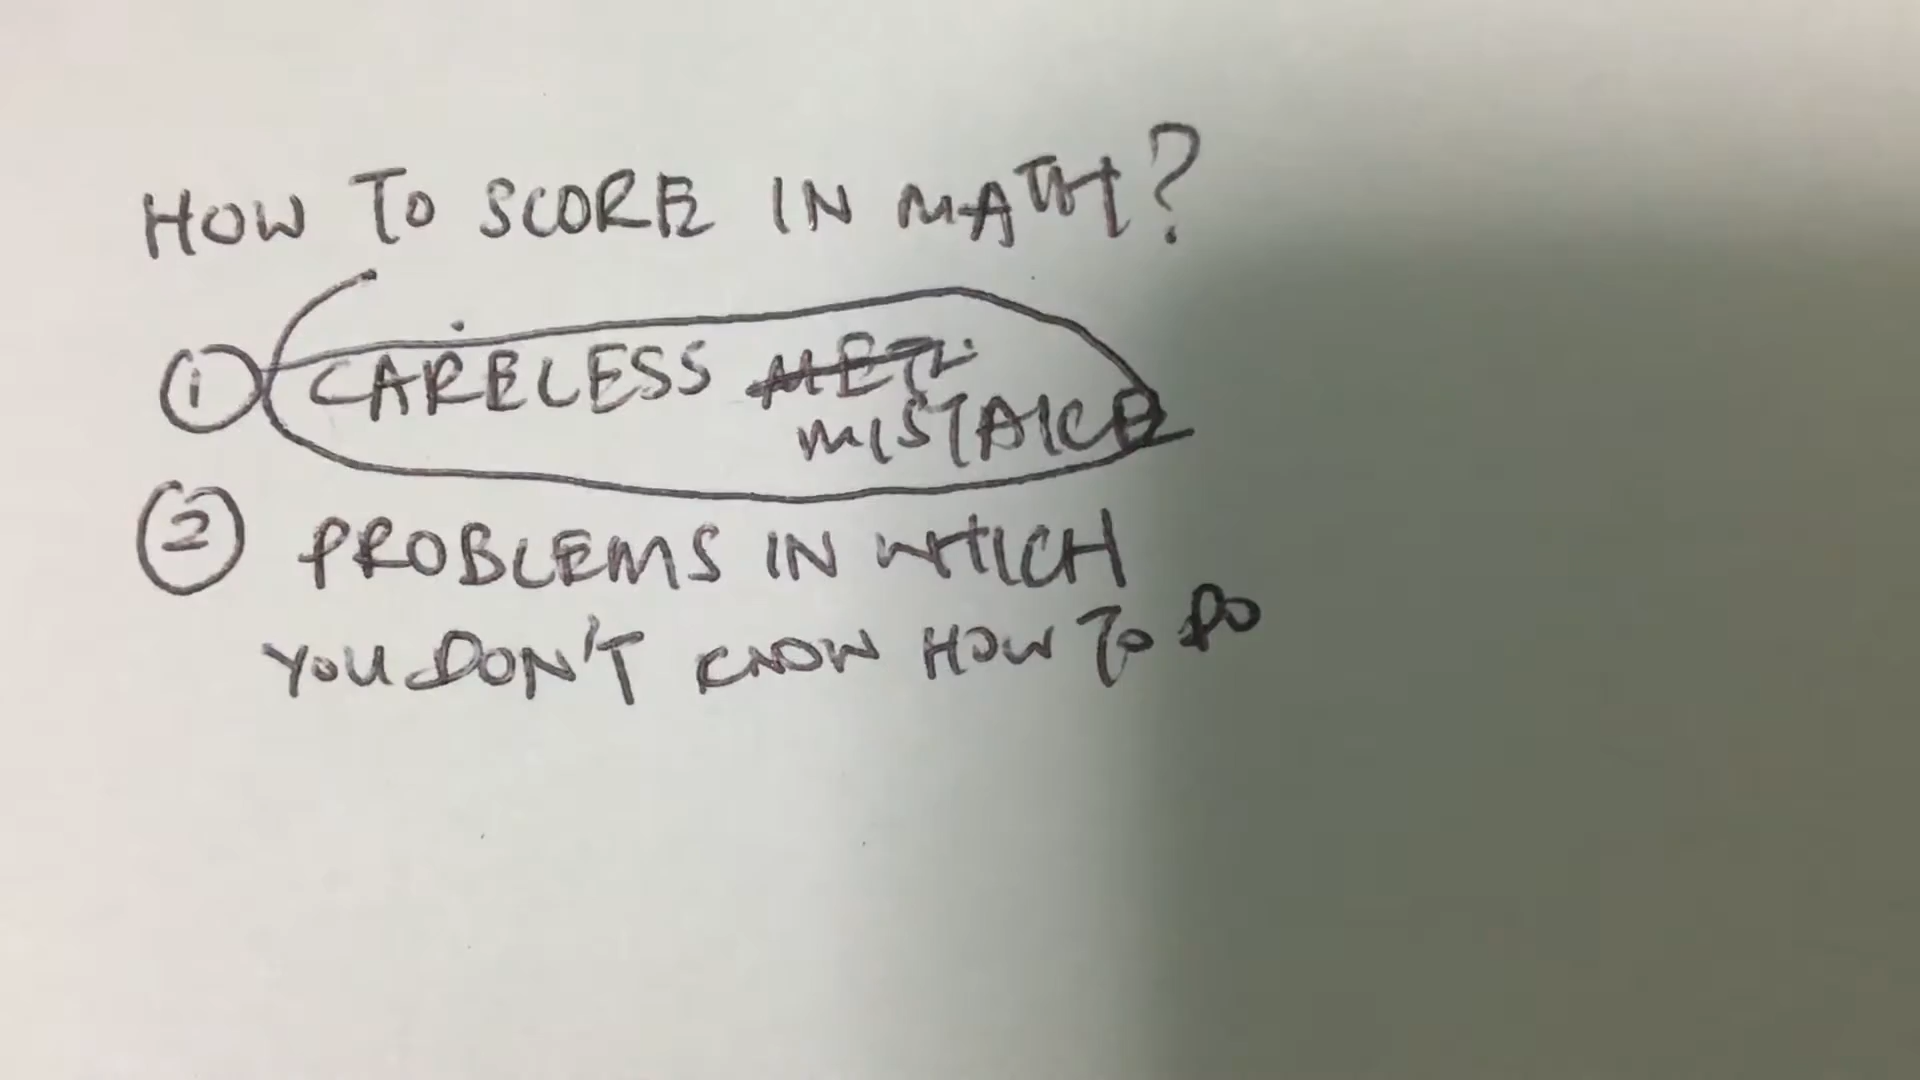 HOW TO SCORE IN MATH?
① CARELESS
MISTAKE
② PROBLEMS IN WHICH
YOU DON'T KNOW HOW TO DO